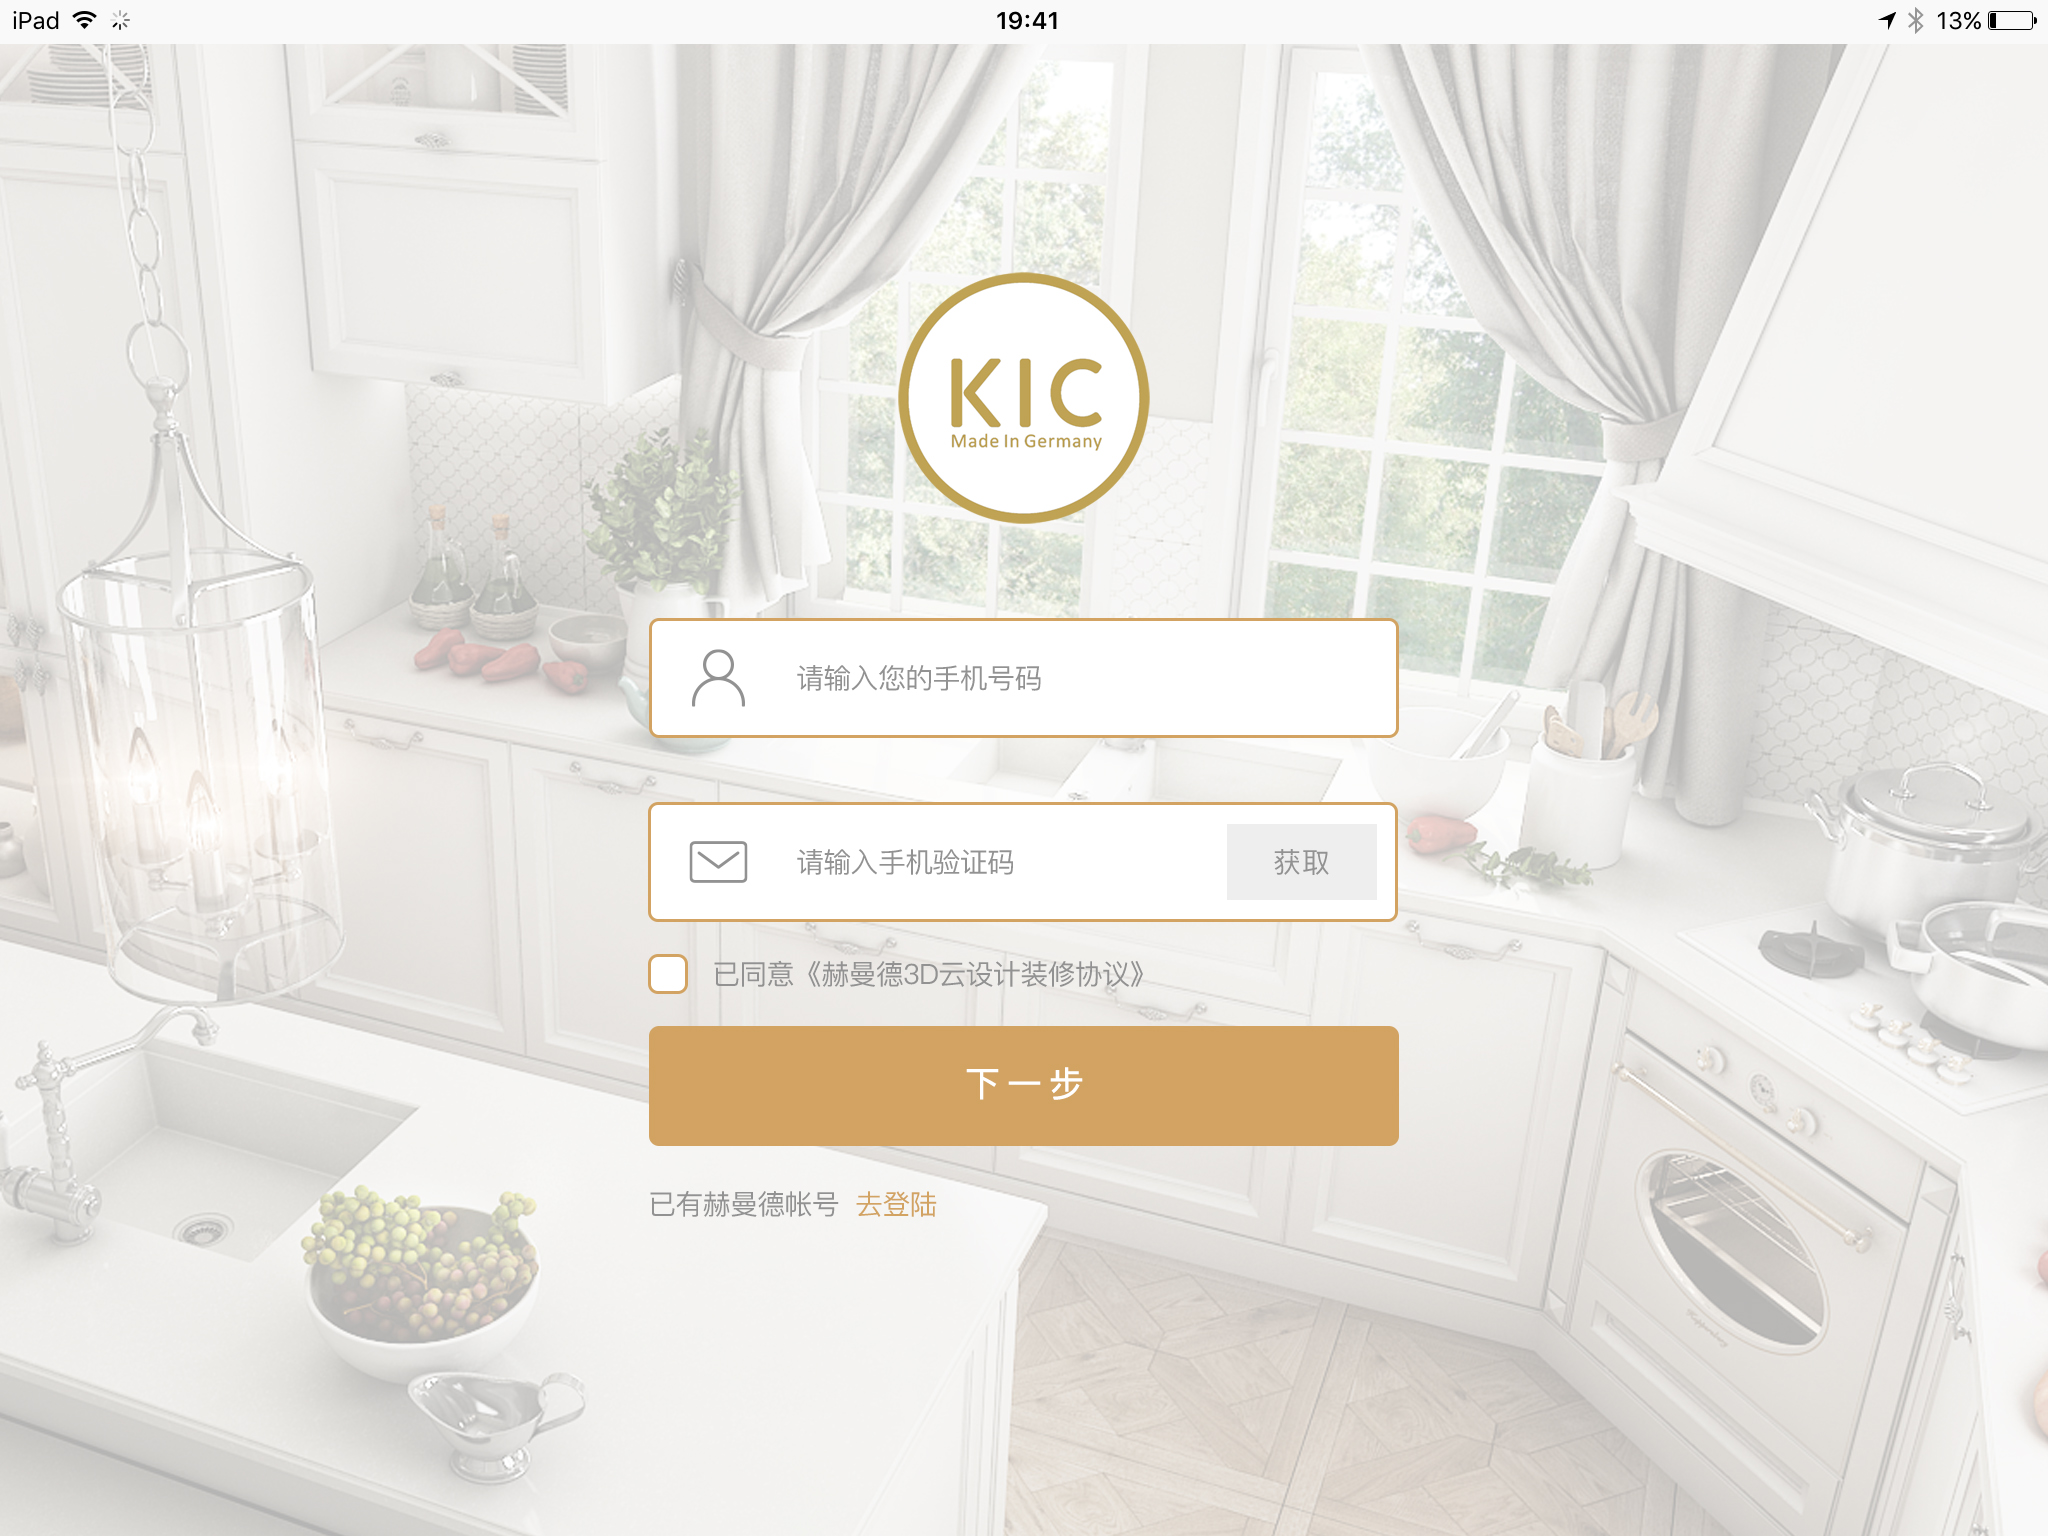 iPad 19:41 13%
KIC
Made In Germany
请输入您的手机号码
请输入手机验证码 获取
已同意《赫曼德3D云设计装修协议》
下一步
已有赫曼德帐号 去登陆